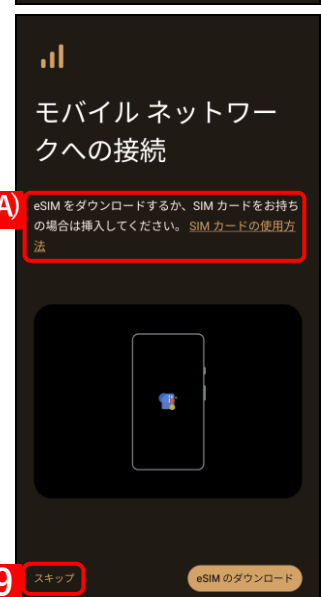 モバイル ネットワー
クへの接続
A)
eSIM をダウンロードするか、SIM カードをお持ち
の場合は挿入してください。 SIM カードの使用方
法
9
スキップ
eSIM のダウンロード